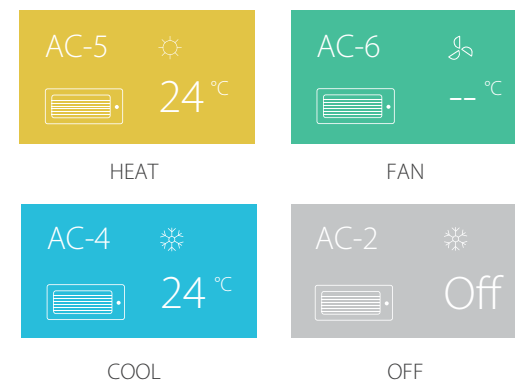 AC-5
24 °C
HEAT
AC-6
-- °C
FAN
AC-4
24 °C
COOL
AC-2
Off
OFF